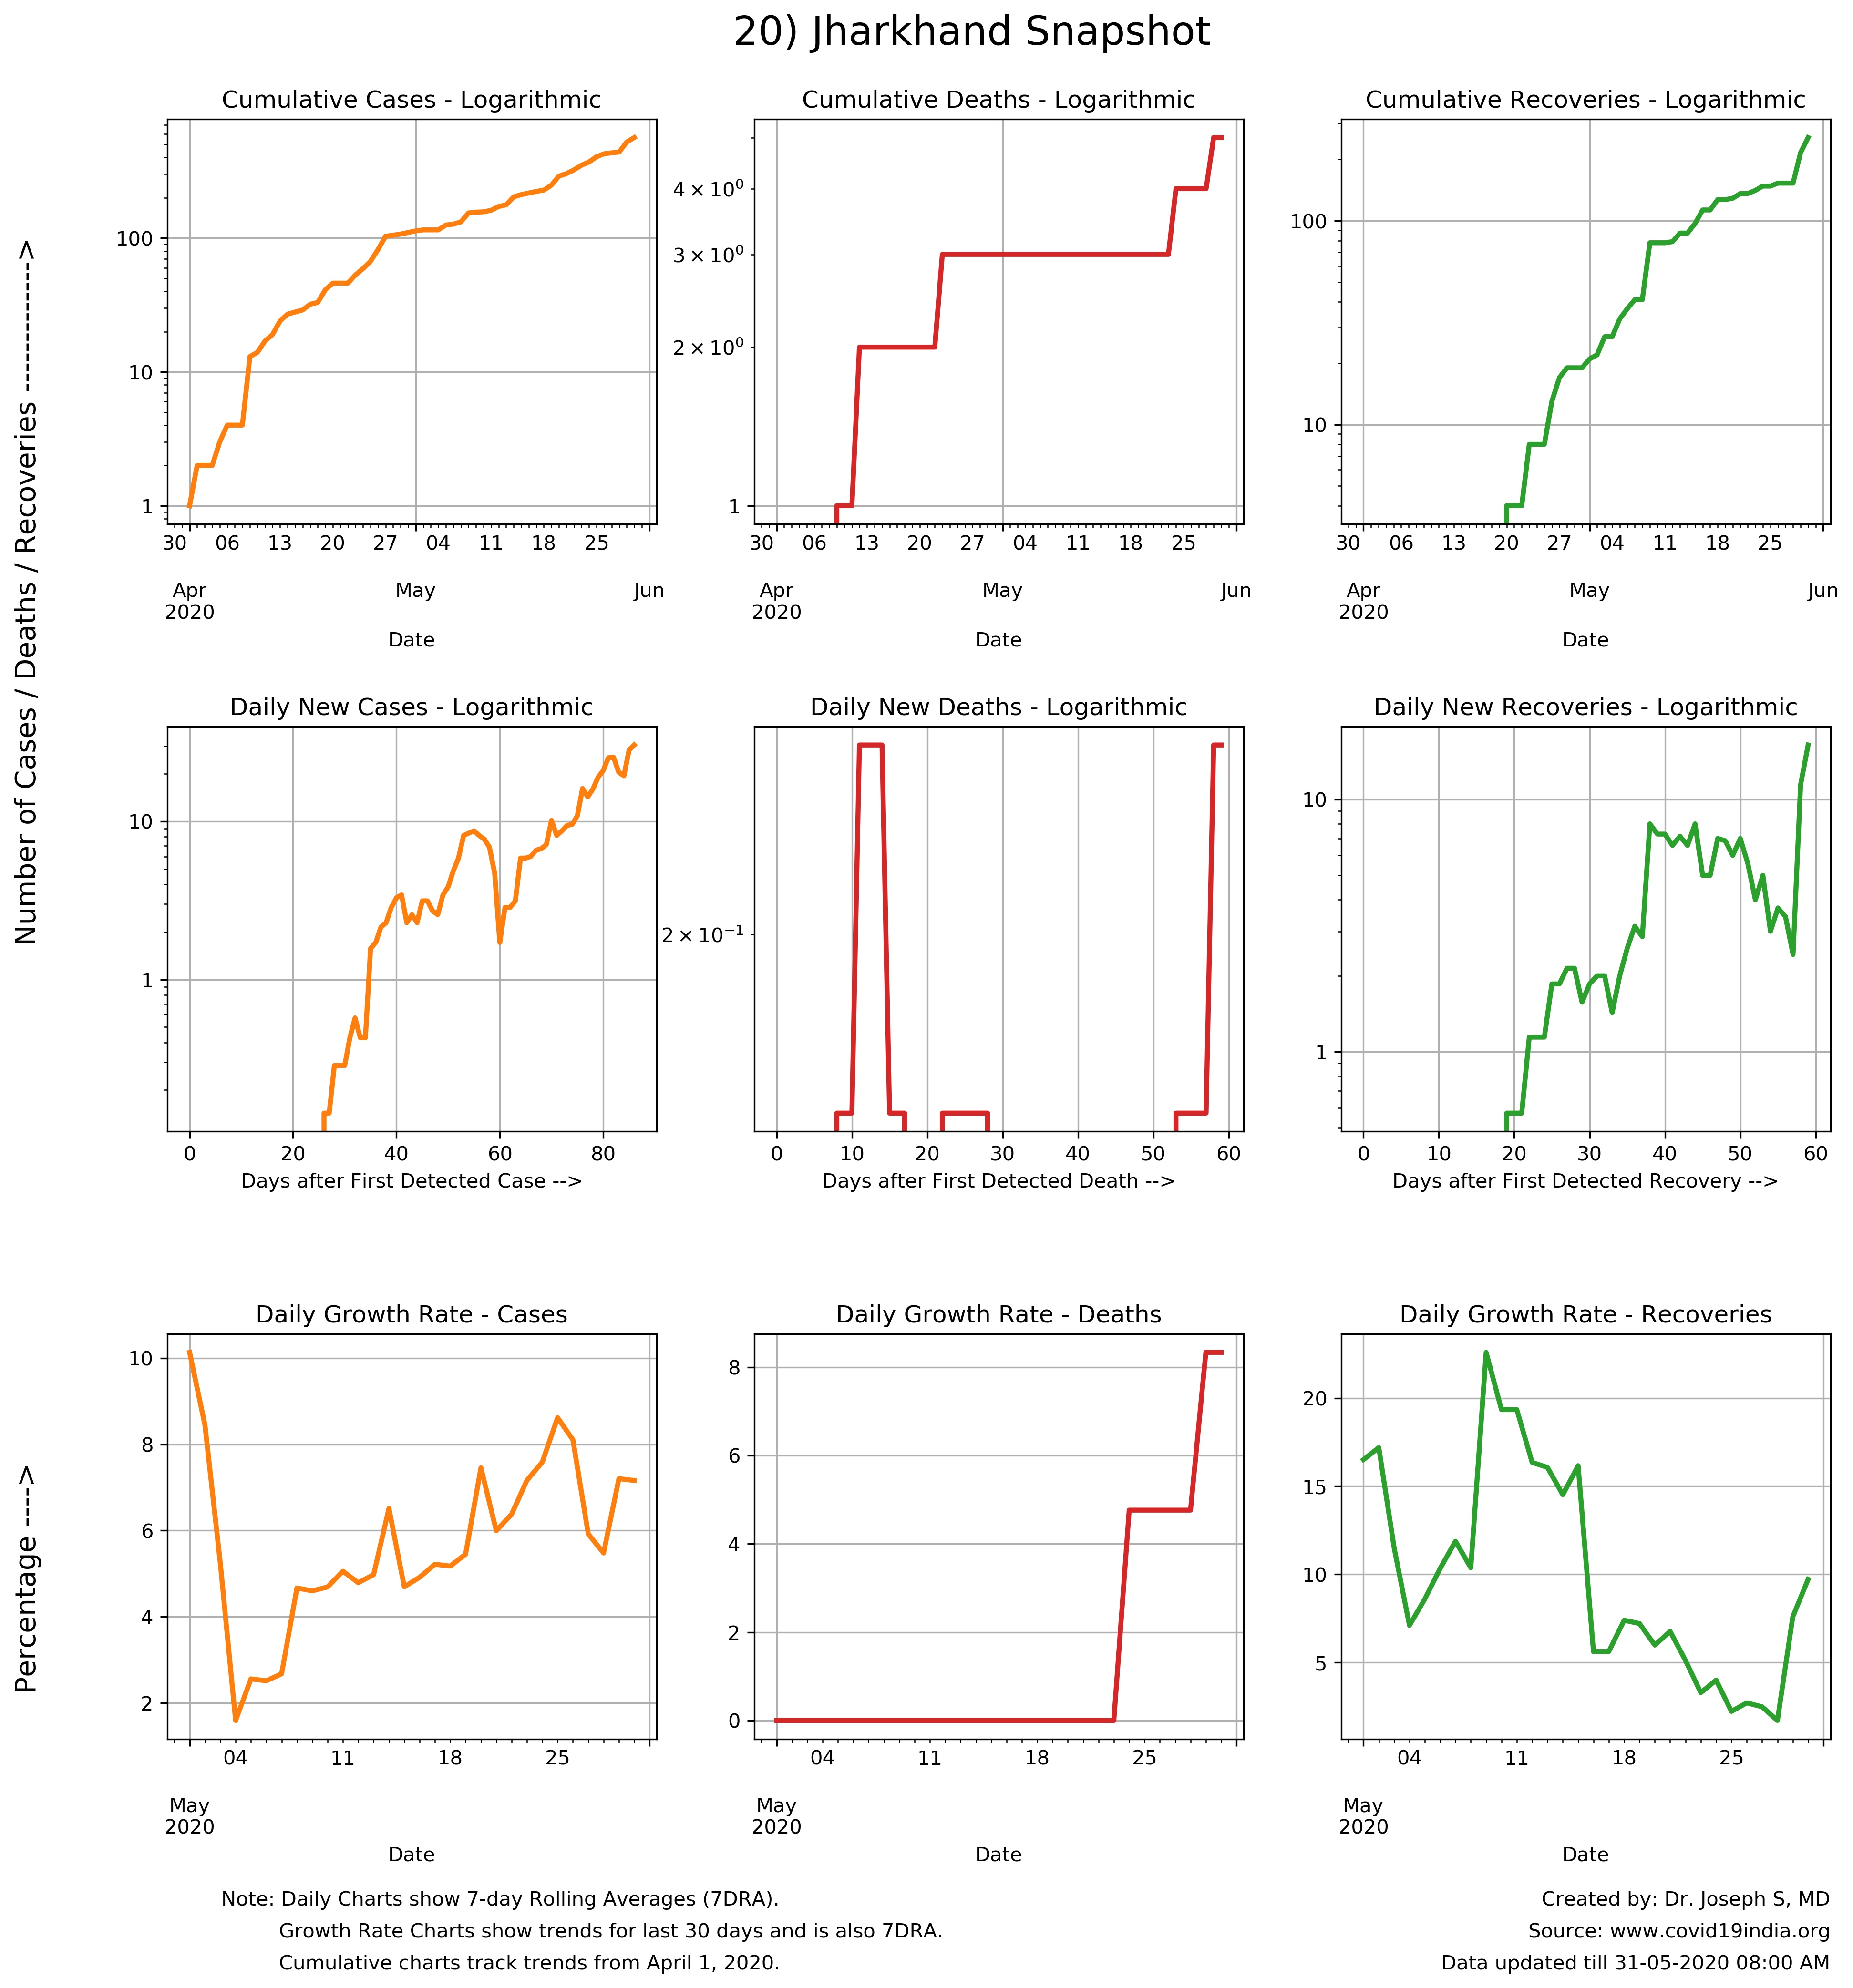 20) Jharkhand Snapshot
Number of Cases / Deaths / Recoveries --------------->
Cumulative Cases - Logarithmic
100
10
1
30 06 13 20 27 04 11 18 25
Apr May Jun
2020
Date
Cumulative Deaths - Logarithmic
4 × 10⁰
3 × 10⁰
2 × 10⁰
1
30 06 13 20 27 04 11 18 25
Apr May Jun
2020
Date
Cumulative Recoveries - Logarithmic
100
10
30 06 13 20 27 04 11 18 25
Apr May Jun
2020
Date
Daily New Cases - Logarithmic
10
1
0 20 40 60 80
Days after First Detected Case -->
Daily New Deaths - Logarithmic
2 × 10⁻¹
0 10 20 30 40 50 60
Days after First Detected Death -->
Daily New Recoveries - Logarithmic
10
1
0 10 20 30 40 50 60
Days after First Detected Recovery -->
Percentage ---->
Daily Growth Rate - Cases
10
8
6
4
2
04 11 18 25
May
2020
Date
Daily Growth Rate - Deaths
8
6
4
2
0
04 11 18 25
May
2020
Date
Daily Growth Rate - Recoveries
20
15
10
5
04 11 18 25
May
2020
Date
Note: Daily Charts show 7-day Rolling Averages (7DRA).
Growth Rate Charts show trends for last 30 days and is also 7DRA.
Cumulative charts track trends from April 1, 2020.
Created by: Dr. Joseph S, MD
Source: www.covid19india.org
Data updated till 31-05-2020 08:00 AM